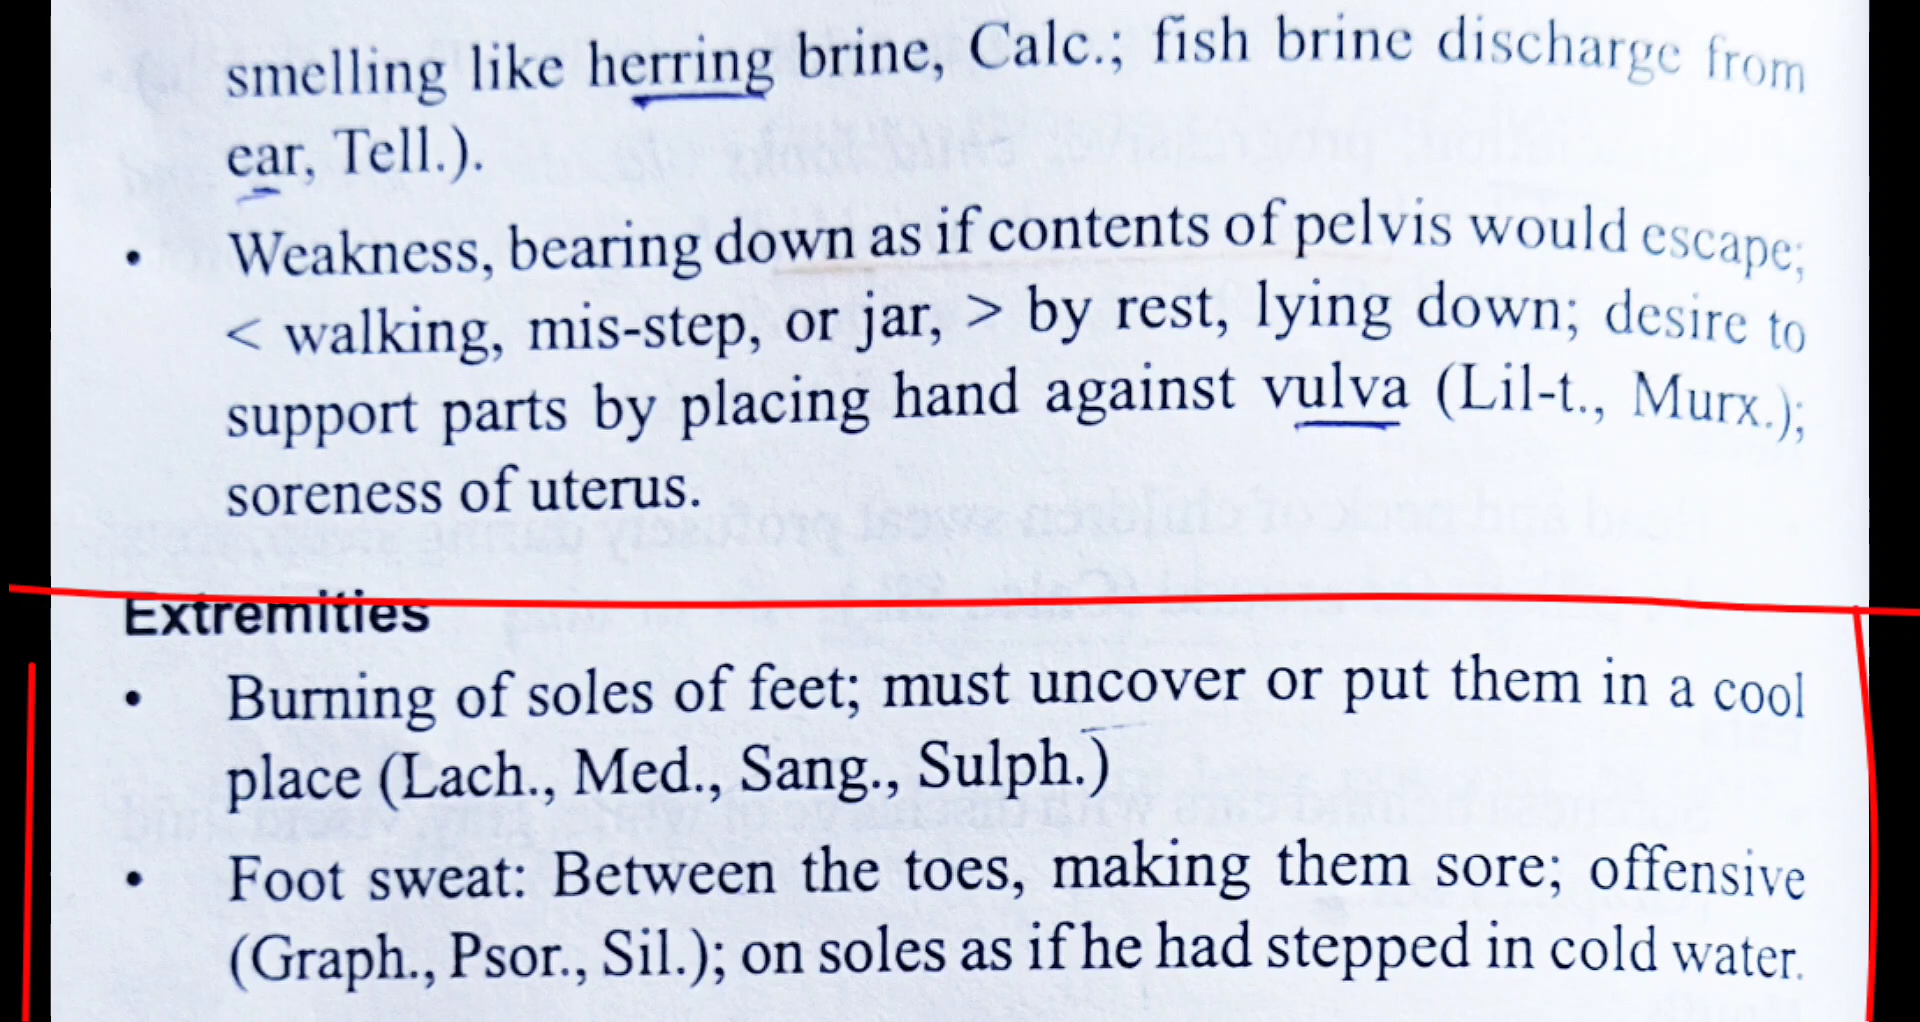 smelling like herring brine, Calc.; fish brine discharge from
ear, Tell.).
• Weakness, bearing down as if contents of pelvis would escape;
< walking, mis-step, or jar, > by rest, lying down; desire to
support parts by placing hand against vulva (Lil-t., Murx.);
soreness of uterus.
Extremities
• Burning of soles of feet; must uncover or put them in a cool
place (Lach., Med., Sang., Sulph.)
• Foot sweat: Between the toes, making them sore; offensive
(Graph., Psor., Sil.); on soles as if he had stepped in cold water.